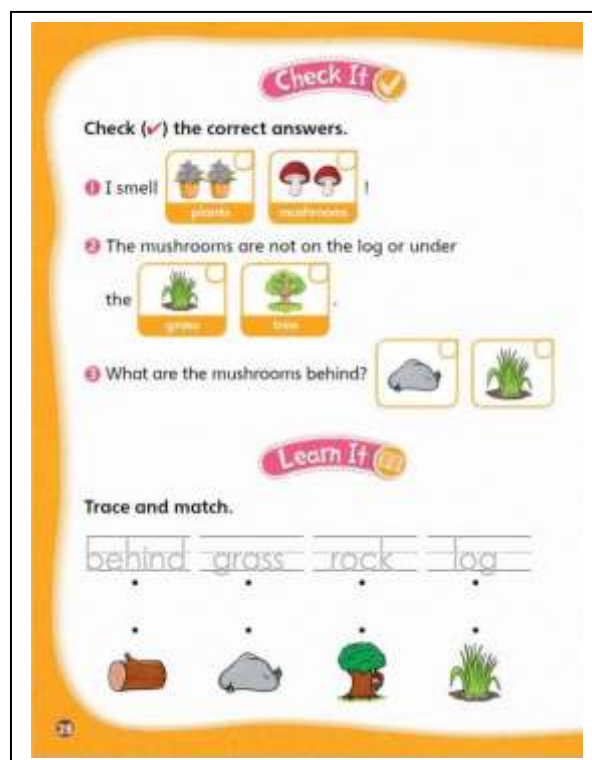 Check It
Check (✔) the correct answers.
1 I smell plants mushrooms !
2 The mushrooms are not on the log or under
the grass tree .
3 What are the mushrooms behind?
Learn It
Trace and match.
behind grass rock log
28